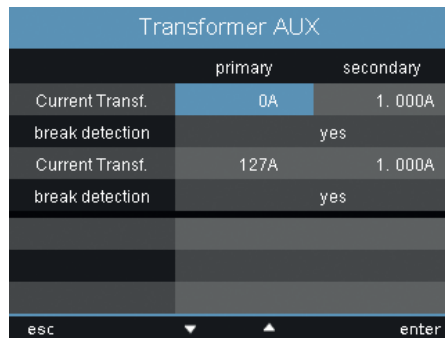 Transformer AUX
primary secondary
Current Transf. 0A 1. 000A
break detection yes
Current Transf. 127A 1. 000A
break detection yes
esc enter